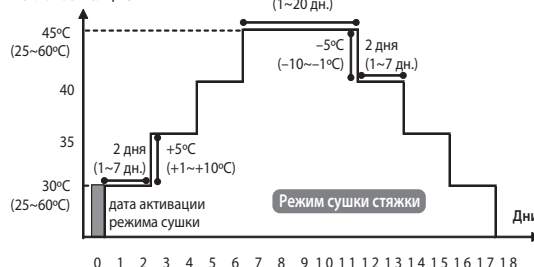 (1~20 дн.)
45ºC
(25~60ºC)
–5ºC
(–10~–1ºC)
2 дня
(1~7 дн.)
40
35
2 дня
(1~7 дн.)
+5ºC
(+1~+10ºC)
30ºC
(25~60ºC)
дата активации
режима сушки
Режим сушки стяжки
Дни
0 1 2 3 4 5 6 7 8 9 10 11 12 13 14 15 16 17 18